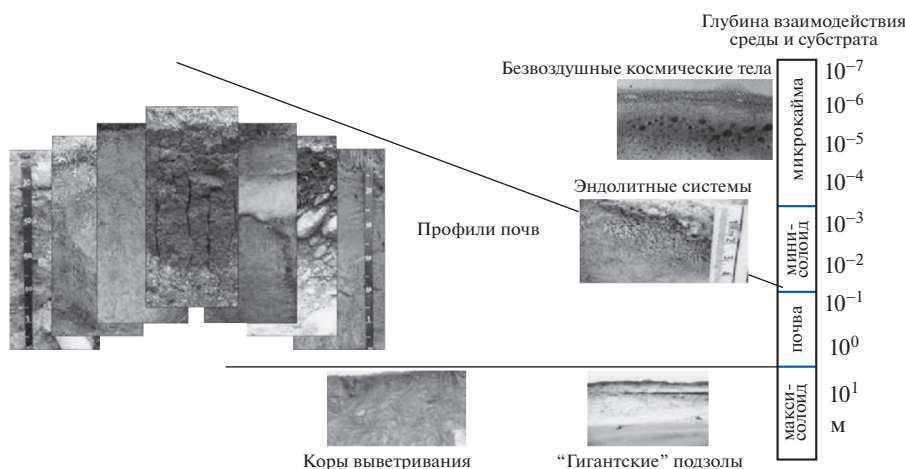 Глубина взаимодействия
среды и субстрата
Безвоздушные космические тела
микрокайма
10–7
10–6
10–5
10–4
Эндолитные системы
Профили почв
мини-
солоид
10–3
10–2
почва
10–1
100
макси-
солоид
101
м
Коры выветривания
“Гигантские” подзолы